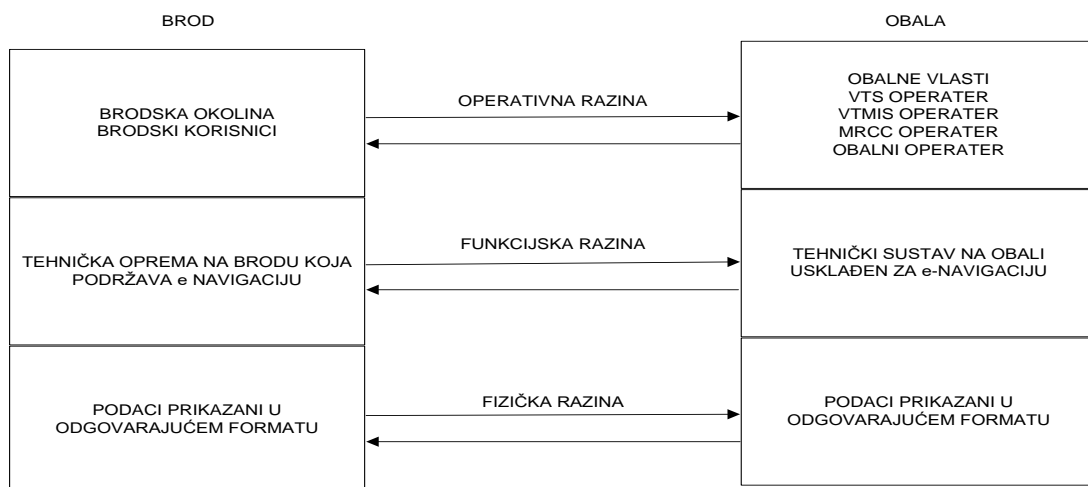 BROD
OBALA
BRODSKA OKOLINA
BRODSKI KORISNICI
OPERATIVNA RAZINA
OBALNE VLASTI
VTS OPERATER
VTMIS OPERATER
MRCC OPERATER
OBALNI OPERATER
TEHNIČKA OPREMA NA BRODU KOJA
PODRŽAVA e NAVIGACIJU
FUNKCIJSKA RAZINA
TEHNIČKI SUSTAV NA OBALI
USKLAĐEN ZA e-NAVIGACIJU
PODACI PRIKAZANI U
ODGOVARAJUĆEM FORMATU
FIZIČKA RAZINA
PODACI PRIKAZANI U
ODGOVARAJUĆEM FORMATU